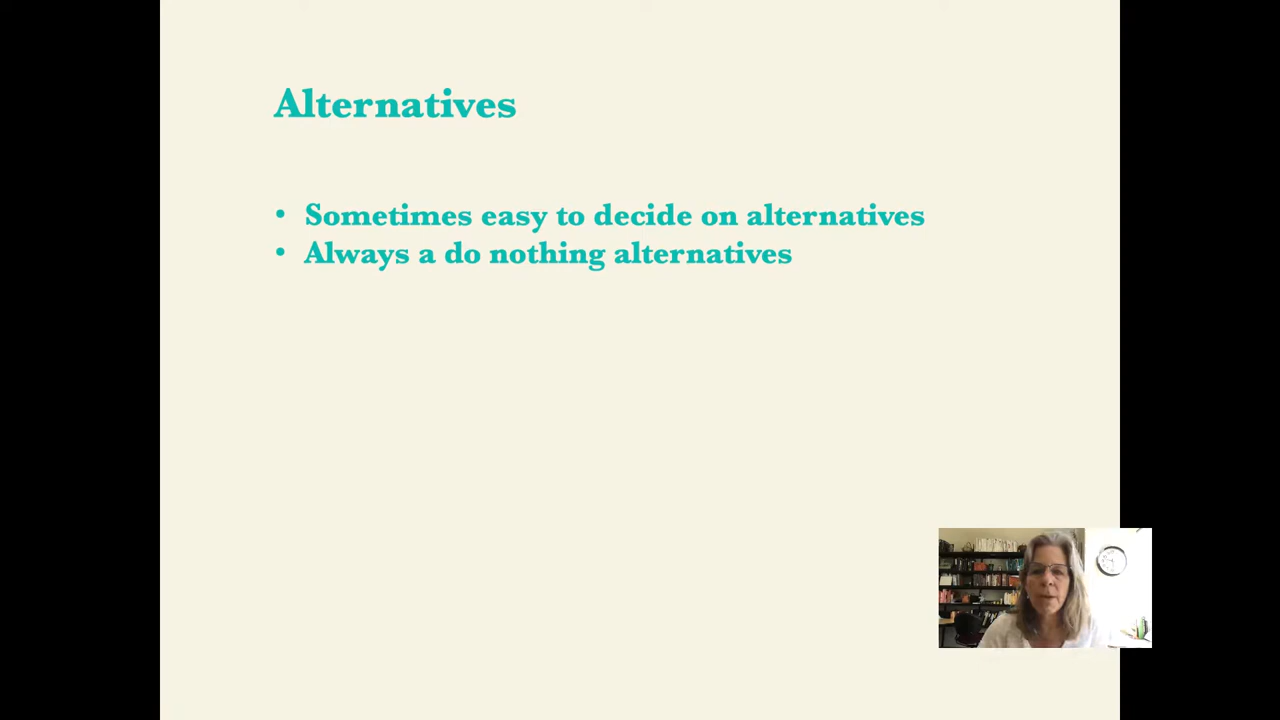 Alternatives
• Sometimes easy to decide on alternatives
• Always a do nothing alternatives